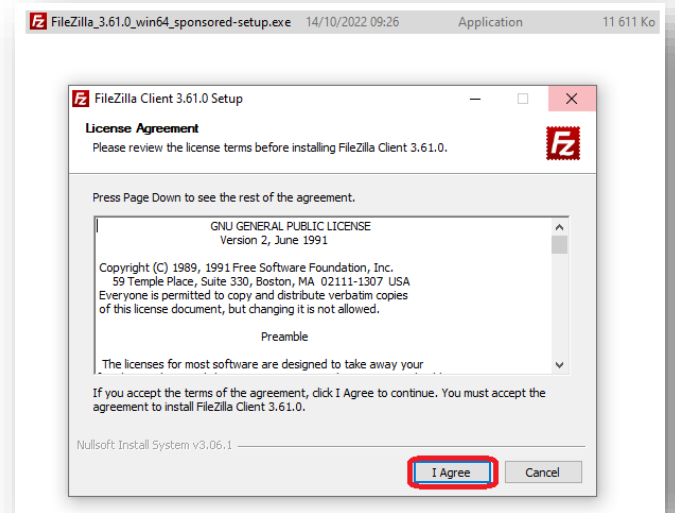 FileZilla_3.61.0_win64_sponsored-setup.exe 14/10/2022 09:26 Application 11 611 Ko
FileZilla Client 3.61.0 Setup
License Agreement
Please review the license terms before installing FileZilla Client 3.61.0.
Press Page Down to see the rest of the agreement.
GNU GENERAL PUBLIC LICENSE
Version 2, June 1991
Copyright (C) 1989, 1991 Free Software Foundation, Inc.
59 Temple Place, Suite 330, Boston, MA 02111-1307 USA
Everyone is permitted to copy and distribute verbatim copies
of this license document, but changing it is not allowed.
Preamble
The licenses for most software are designed to take away your
If you accept the terms of the agreement, click I Agree to continue. You must accept the
agreement to install FileZilla Client 3.61.0.
Nullsoft Install System v3.06.1
I Agree Cancel